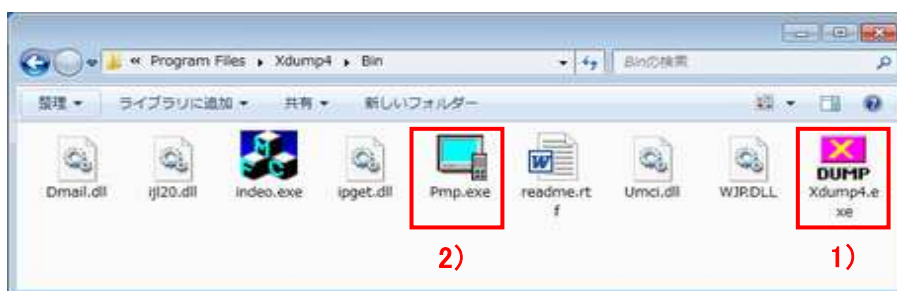 « Program Files ▸ Xdump4 ▸ Bin
Binの検索
整理 ライブラリに追加 共有 新しいフォルダー
Dmail.dll ijl20.dll indeo.exe ipget.dll Pmp.exe readme.rtf Umci.dll WJP.DLL Xdump4.exe
DUMP
2) 1)